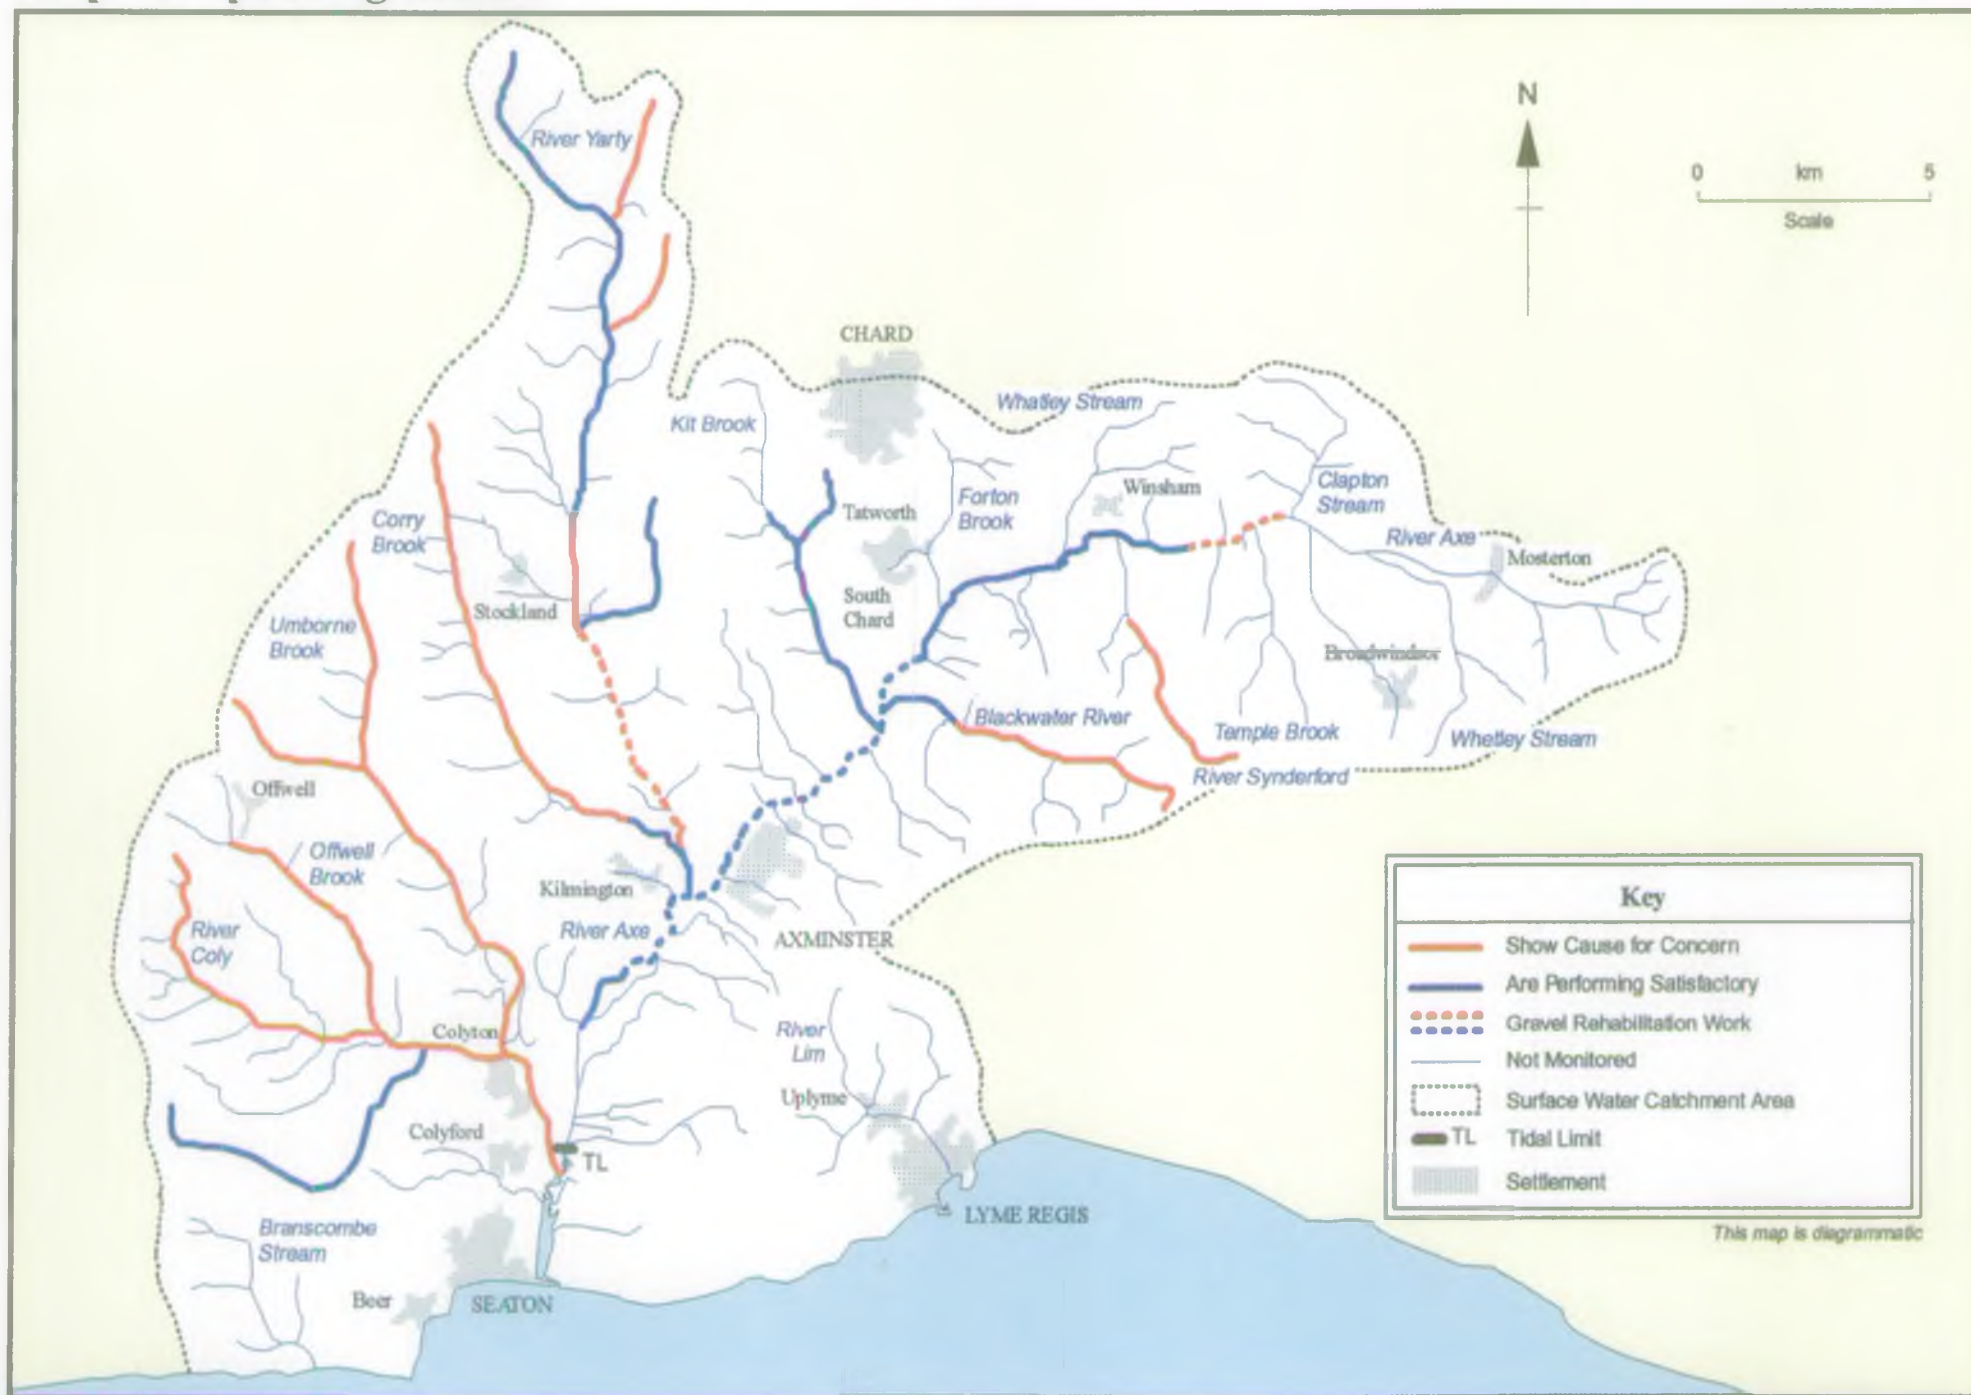 N
0 km 5
Scale
River Yarty
CHARD
Kit Brook
Whatley Stream
Clapton
Stream
Winsham
Forton
Brook
Tatworth
River Axe
Mosterton
Corry
Brook
South
Chard
Stockland
Umborne
Brook
Broadwindsor
Blackwater River
Temple Brook
Whetley Stream
River Synderford
Offwell
Offwell
Brook
Kilmington
River Axe
AXMINSTER
River
Coly
Colyton
River
Lim
Uplyme
Colyford
TL
LYME REGIS
Branscombe
Stream
Beer
SEATON
Key
Show Cause for Concern
Are Performing Satisfactory
Gravel Rehabilitation Work
Not Monitored
Surface Water Catchment Area
TL Tidal Limit
Settlement
This map is diagrammatic